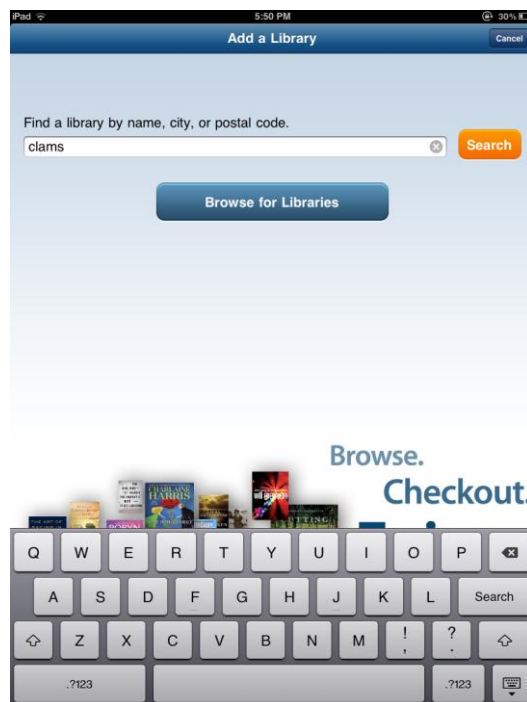 iPad 5:50 PM 30%
Add a Library
Cancel
Find a library by name, city, or postal code.
clams
Search
Browse for Libraries
Browse.
Checkout.
CHARLAINE
HARRIS
Q W E R T Y U I O P
A S D F G H J K L Search
Z X C V B N M ! , ? .
.?123 .?123